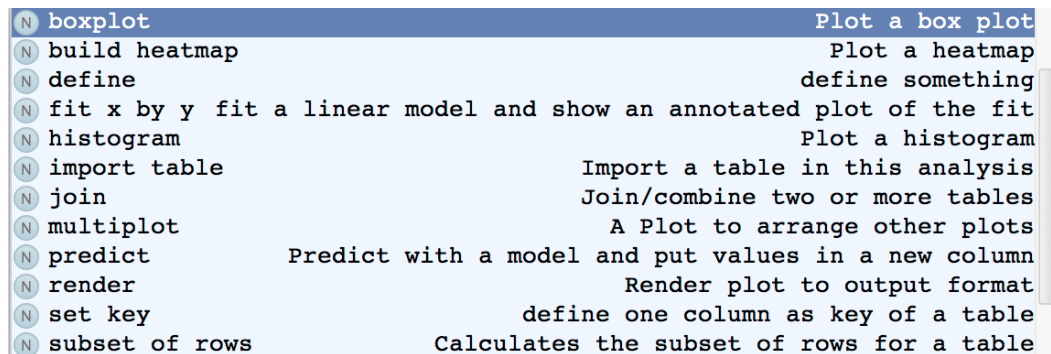 N boxplot Plot a box plot
N build heatmap Plot a heatmap
N define define something
N fit x by y fit a linear model and show an annotated plot of the fit
N histogram Plot a histogram
N import table Import a table in this analysis
N join Join/combine two or more tables
N multiplot A Plot to arrange other plots
N predict Predict with a model and put values in a new column
N render Render plot to output format
N set key define one column as key of a table
N subset of rows Calculates the subset of rows for a table